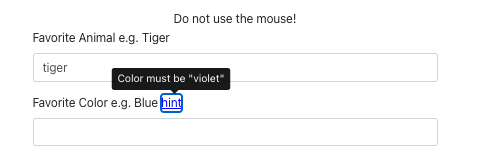 Do not use the mouse!
Favorite Animal e.g. Tiger
tiger
Color must be "violet"
Favorite Color e.g. Blue hint